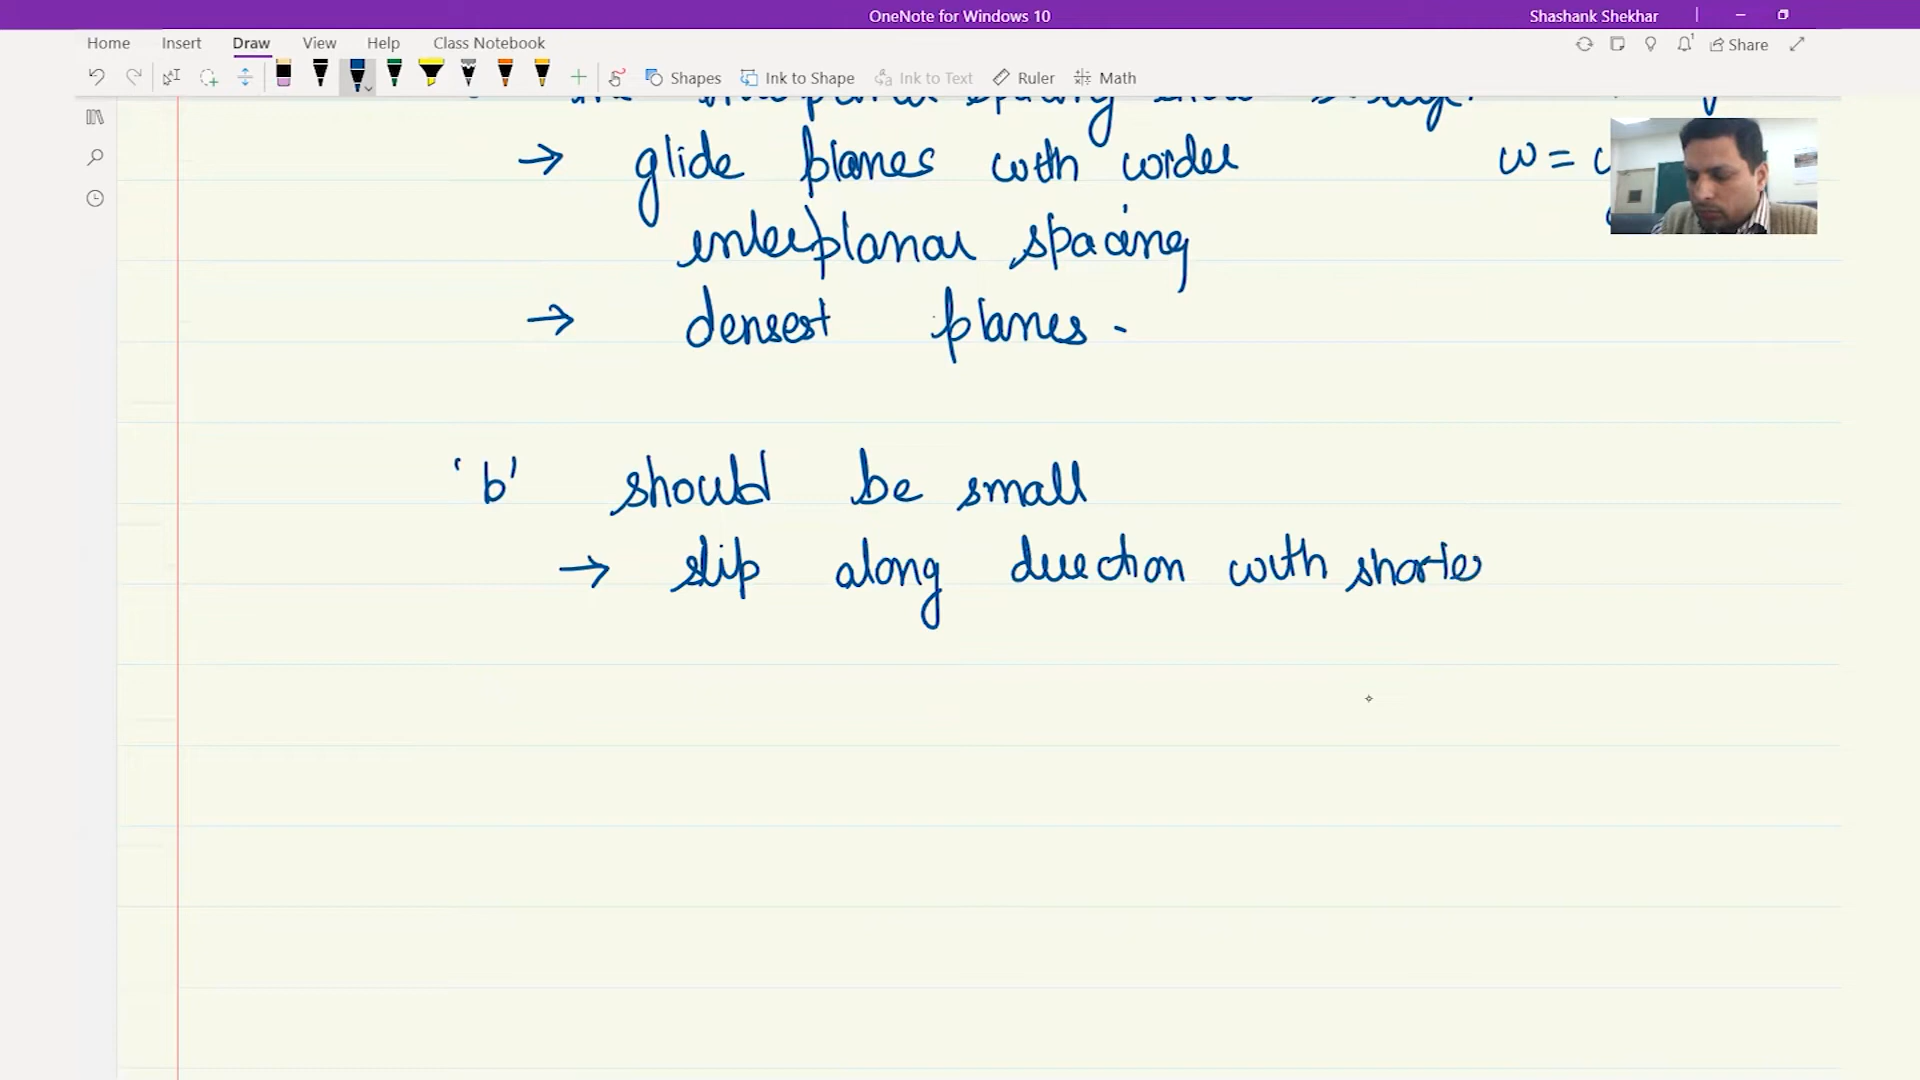 OneNote for Windows 10
Shashank Shekhar
Home Insert Draw View Help Class Notebook
Share
Shapes Ink to Shape Ink to Text Ruler Math
spacing
→ glide planes with wider
w =
interplanar spacing
→ densest planes.
'b' should be small
→ slip along direction with shorte